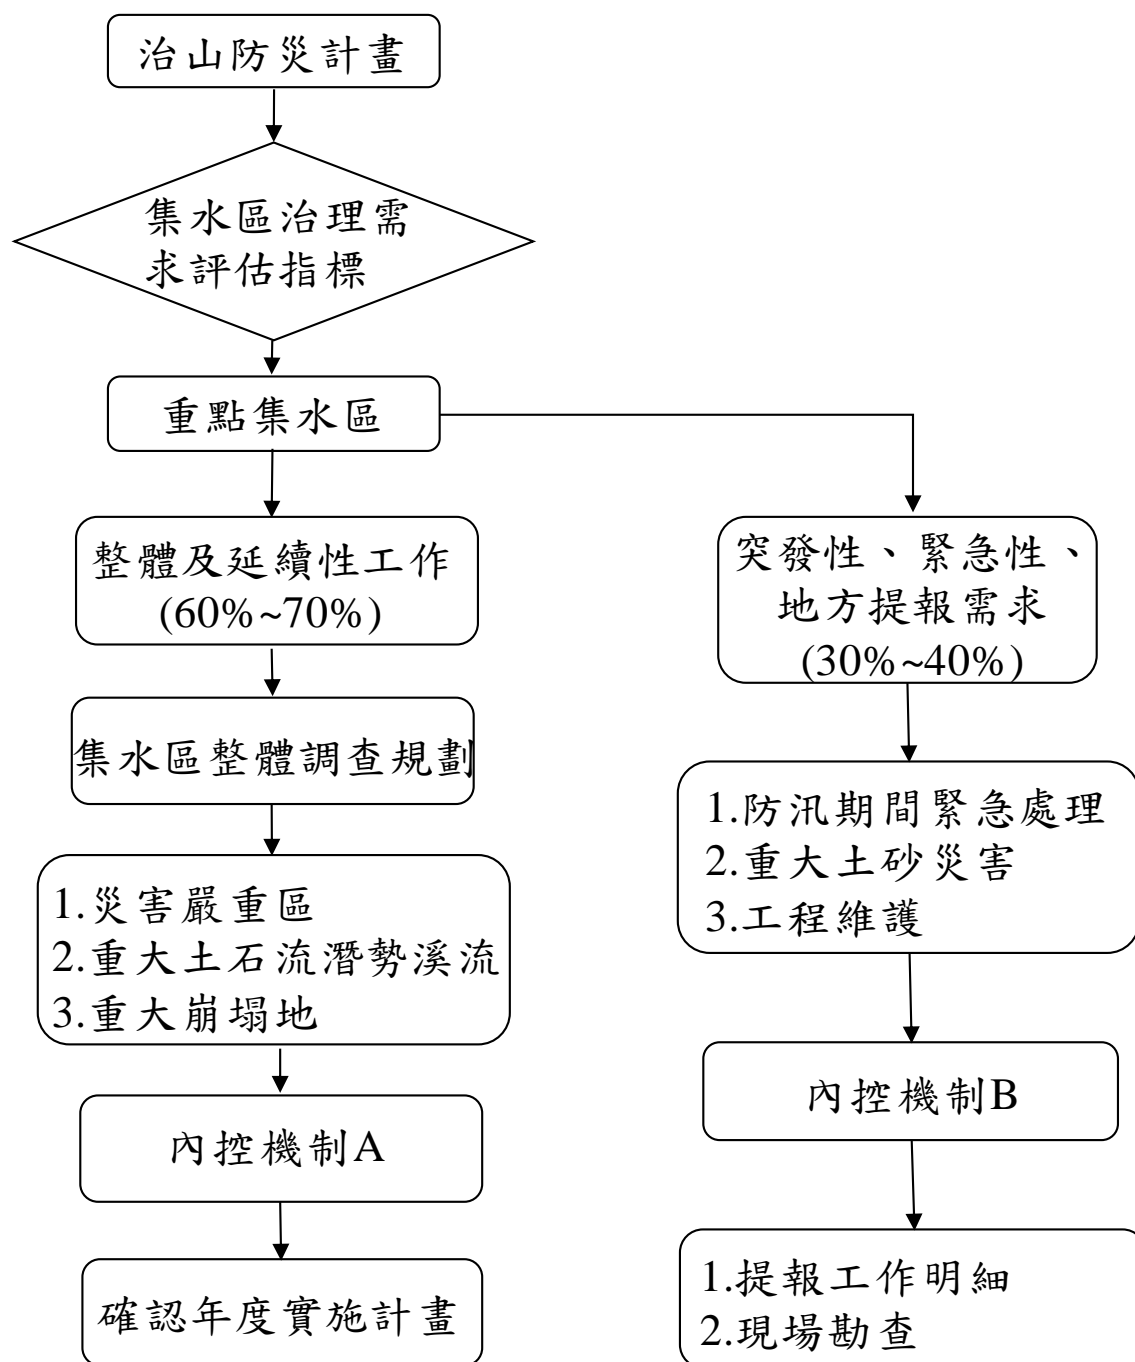 治山防災計畫
集水區治理需
求評估指標
重點集水區
整體及延續性工作
(60%~70%)
集水區整體調查規劃
1.災害嚴重區
2.重大土石流潛勢溪流
3.重大崩塌地
內控機制A
確認年度實施計畫
突發性、緊急性、
地方提報需求
(30%~40%)
1.防汛期間緊急處理
2.重大土砂災害
3.工程維護
內控機制B
1.提報工作明細
2.現場勘查